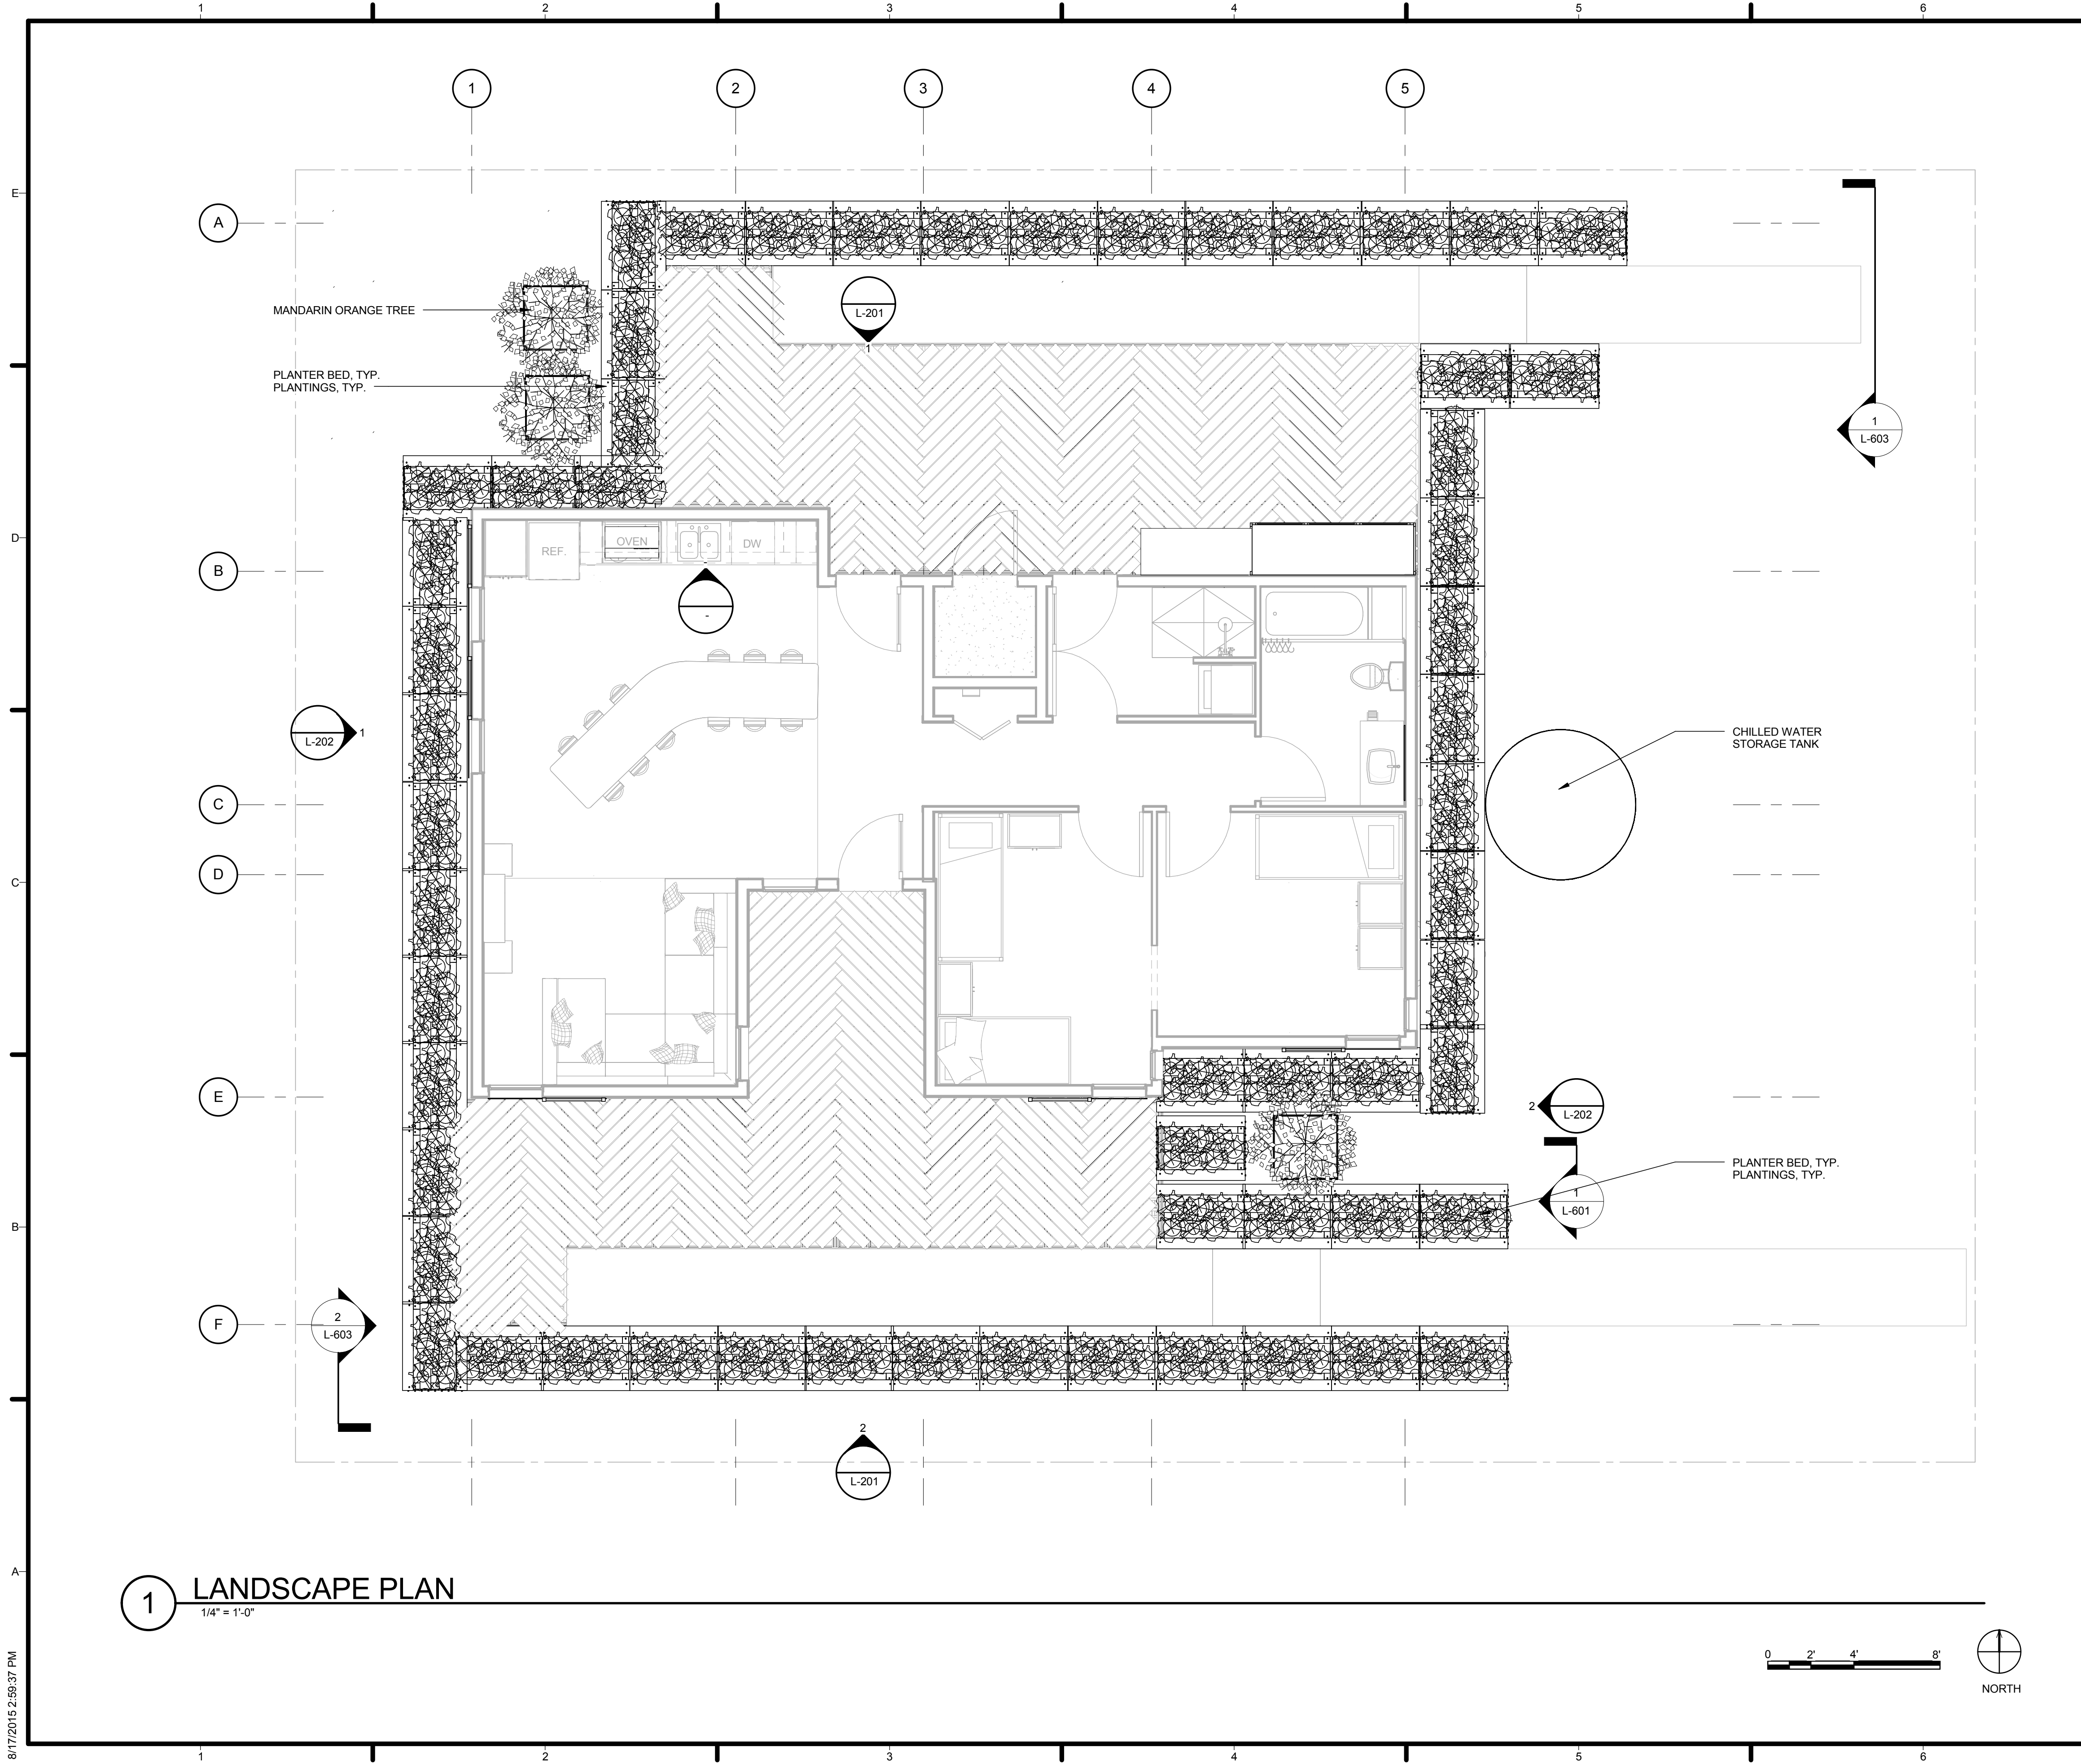 1 2 3 4 5 6
1 2 3 4 5
E
A
L-201
1
MANDARIN ORANGE TREE
PLANTER BED, TYP.
PLANTINGS, TYP.
1
L-603
D
REF.
OVEN
DW
B
-
L-202
1
CHILLED WATER
STORAGE TANK
C
D
C
E
2
L-202
PLANTER BED, TYP.
PLANTINGS, TYP.
1
L-601
B
F
2
L-603
2
L-201
A
1
LANDSCAPE PLAN
1/4" = 1'-0"
0 2' 4' 8'
NORTH
8/17/2015 2:59:37 PM
1 2 3 4 5 6